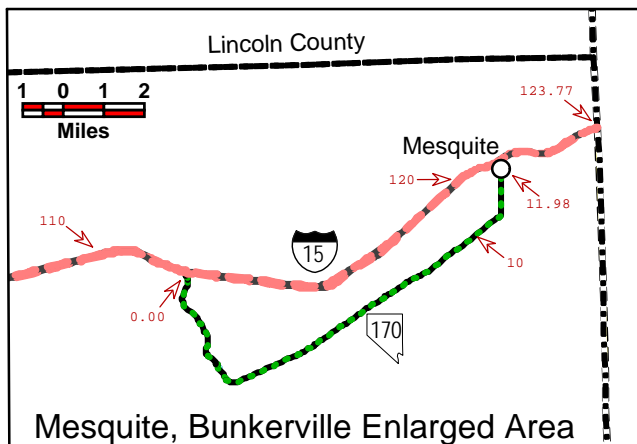 Lincoln County
1 0 1 2
Miles
123.77
Mesquite
120
11.98
110
15
10
0.00
170
Mesquite, Bunkerville Enlarged Area